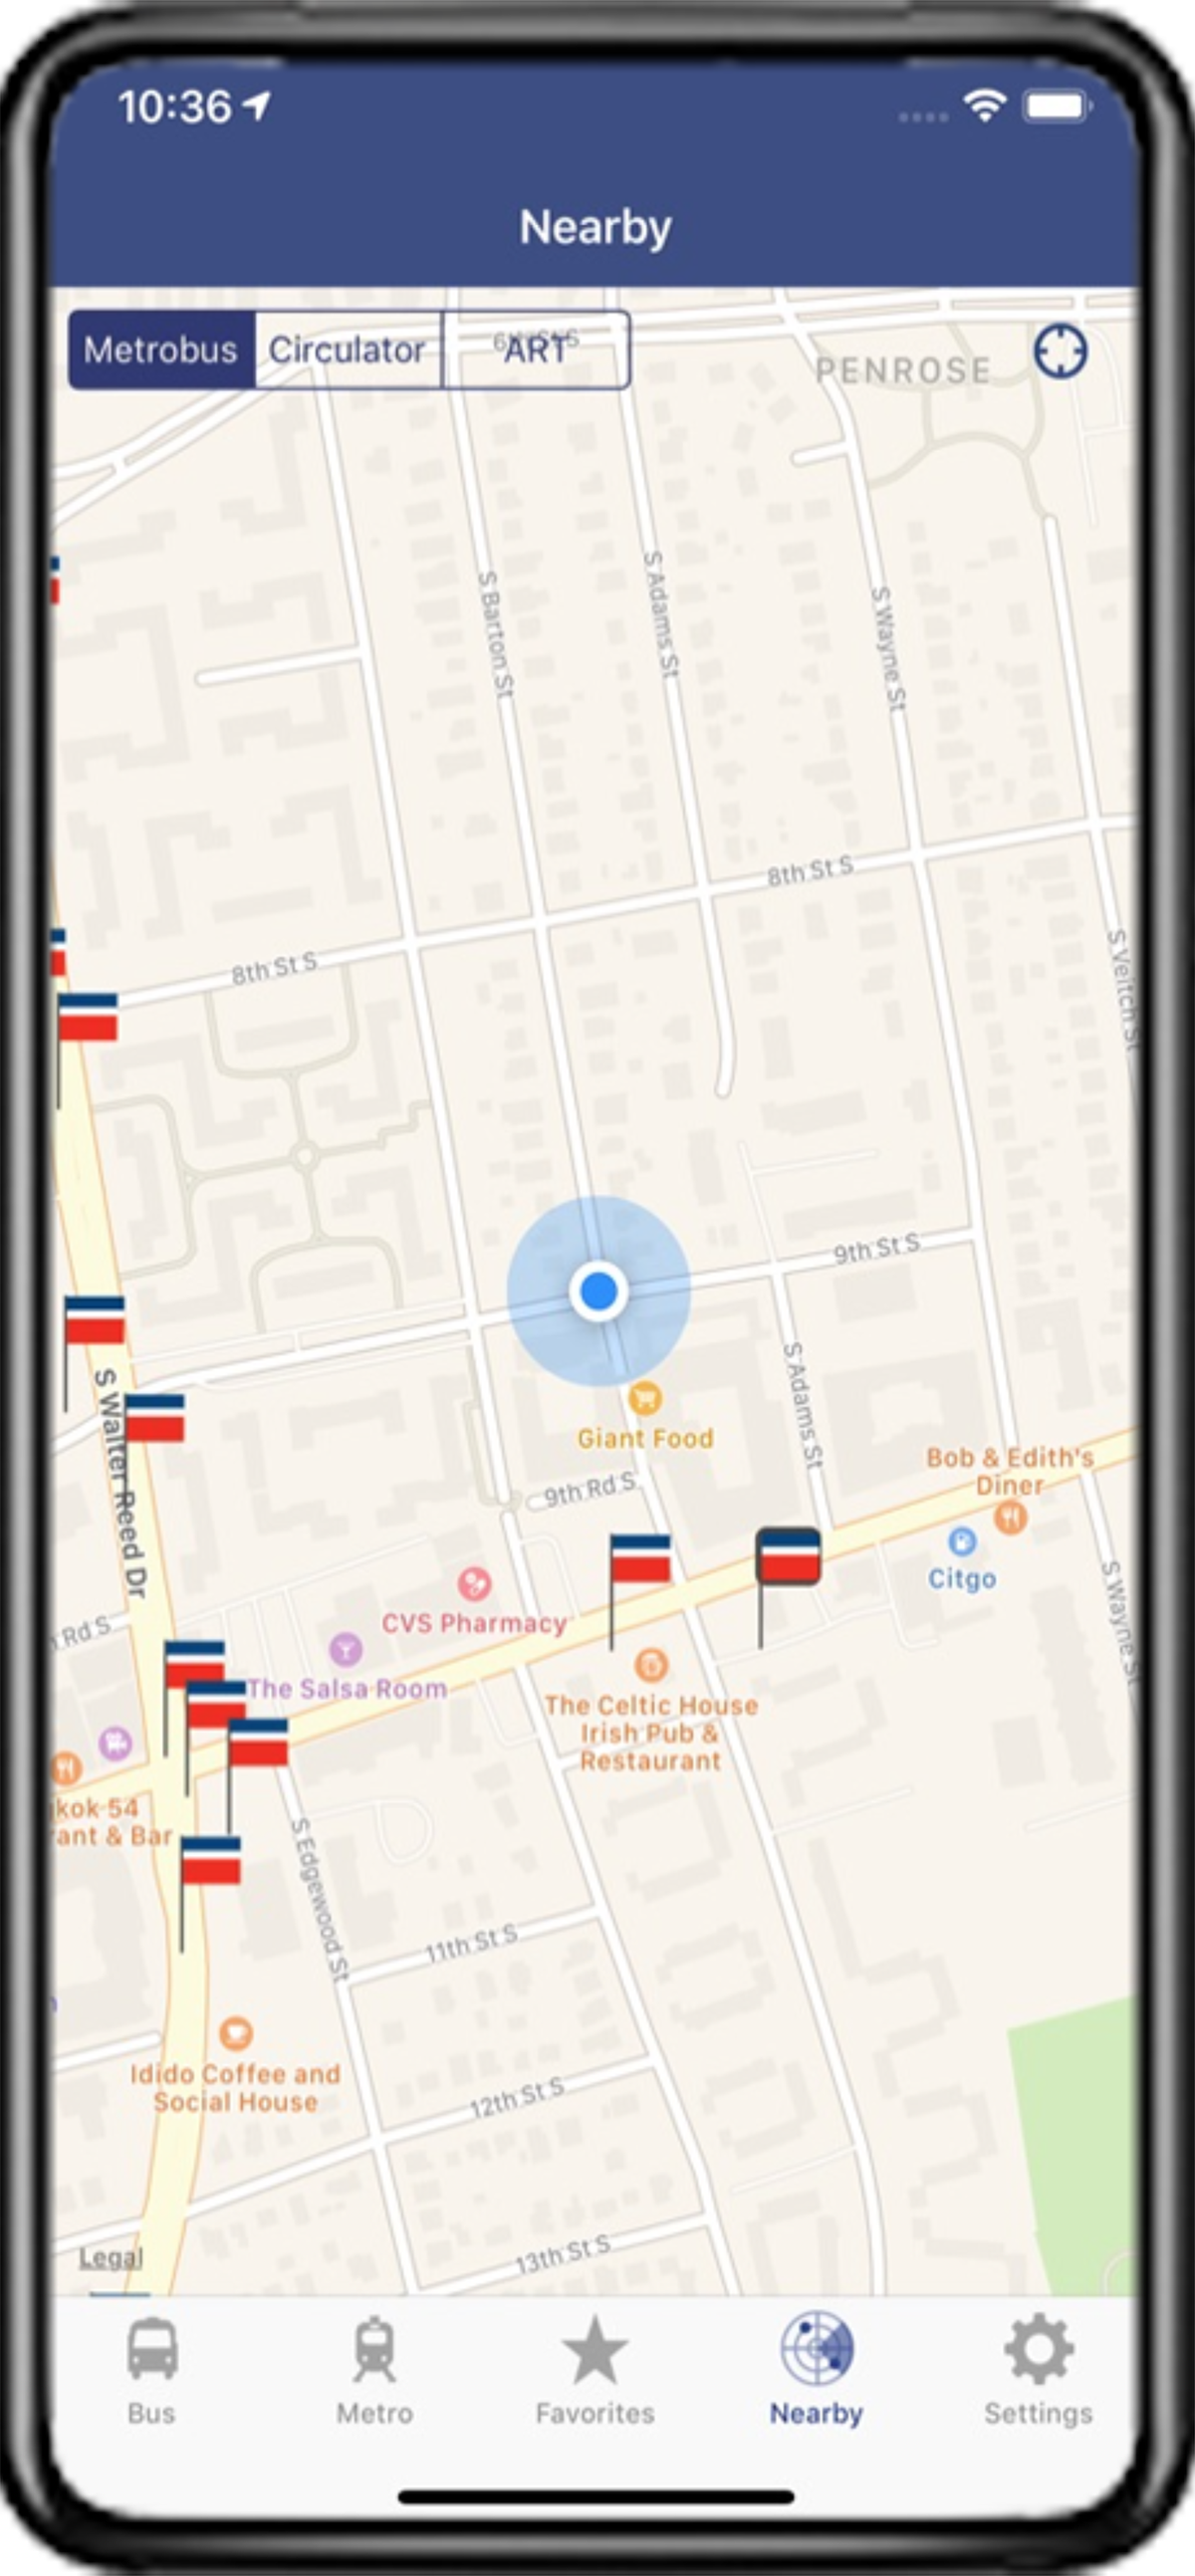 10:36
Nearby
Metrobus Circulator ART
PENROSE
S Barton St
S Adams St
S Wayne St
8th St S
8th St S
S Veitch St
9th St S
S Adams St
S Walter Reed Dr
Giant Food
9th Rd S
Bob & Edith's
Diner
Citgo
S Wayne St
CVS Pharmacy
Rd S
The Salsa Room
The Celtic House
Irish Pub &
Restaurant
kok 54
ant & Bar
S Edgewood St
11th St S
Idido Coffee and
Social House
12th St S
13th St S
Legal
Bus Metro Favorites Nearby Settings